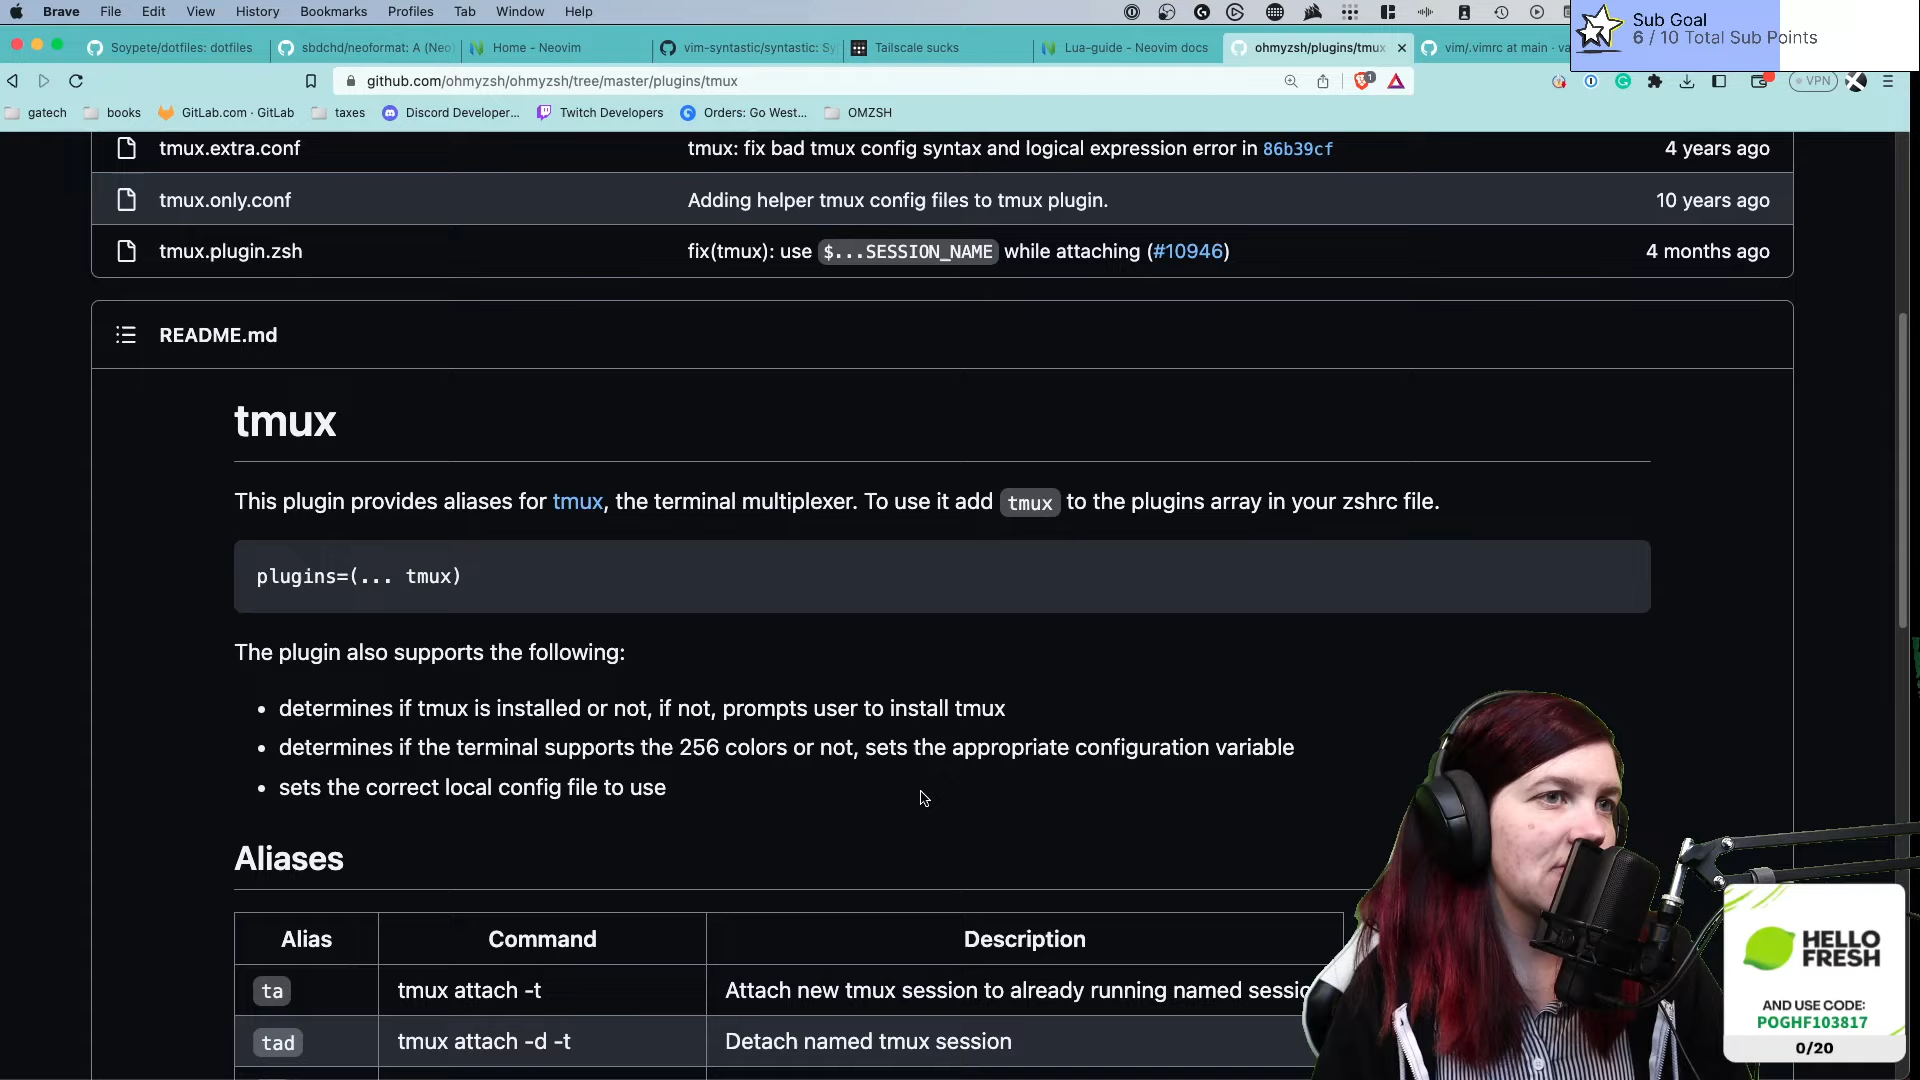 Brave File Edit View History Bookmarks Profiles Tab Window Help
Sub Goal
6 / 10 Total Sub Points
Soypete/dotfiles: dotfiles
sbdchd/neoformat: A (Neo)
Home - Neovim
vim-syntastic/syntastic: Sy
Tailscale sucks
Lua-guide - Neovim docs
ohmyzsh/plugins/tmux
vim/.vimrc at main · va
github.com/ohmyzsh/ohmyzsh/tree/master/plugins/tmux
1
VPN
gatech books GitLab.com · GitLab taxes Discord Developer... Twitch Developers Orders: Go West... OMZSH
tmux.extra.conf tmux: fix bad tmux config syntax and logical expression error in 86b39cf 4 years ago
tmux.only.conf Adding helper tmux config files to tmux plugin. 10 years ago
tmux.plugin.zsh fix(tmux): use $...SESSION_NAME while attaching (#10946) 4 months ago
README.md
tmux
This plugin provides aliases for tmux, the terminal multiplexer. To use it add tmux to the plugins array in your zshrc file.
plugins=(... tmux)
The plugin also supports the following:
• determines if tmux is installed or not, if not, prompts user to install tmux
• determines if the terminal supports the 256 colors or not, sets the appropriate configuration variable
• sets the correct local config file to use
Aliases
Alias Command Description
ta tmux attach -t Attach new tmux session to already running named sessio
tad tmux attach -d -t Detach named tmux session
HELLO
FRESH
AND USE CODE:
POGHF103817
0/20